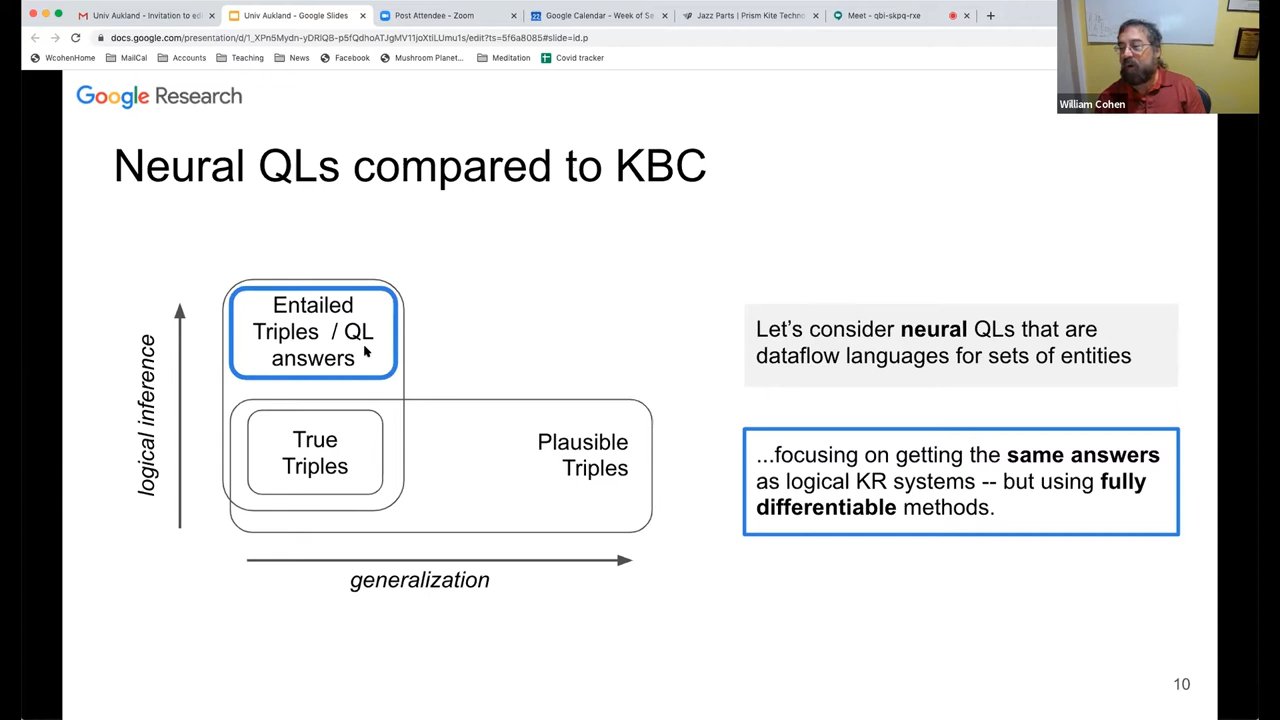 Univ Aukland - Invitation to edi
Univ Aukland - Google Slides
Post Attendee - Zoom
Google Calendar - Week of Se
Jazz Parts | Prism Kite Techno
Meet - qbi-skpq-rxe
docs.google.com/presentation/d/1_XPn5Mydn-yDRlQB-p5fQdhoATJgMV11joXtiLUmu1s/edit?ts=5f6a8085#slide=id.p
WcohenHome
MailCal
Accounts
Teaching
News
Facebook
Mushroom Planet...
Meditation
Covid tracker
William Cohen
Google Research
Neural QLs compared to KBC
Entailed
Triples / QL
answers
logical inference
True
Triples
Plausible
Triples
generalization
Let's consider neural QLs that are
dataflow languages for sets of entities
...focusing on getting the same answers
as logical KR systems -- but using fully
differentiable methods.
10